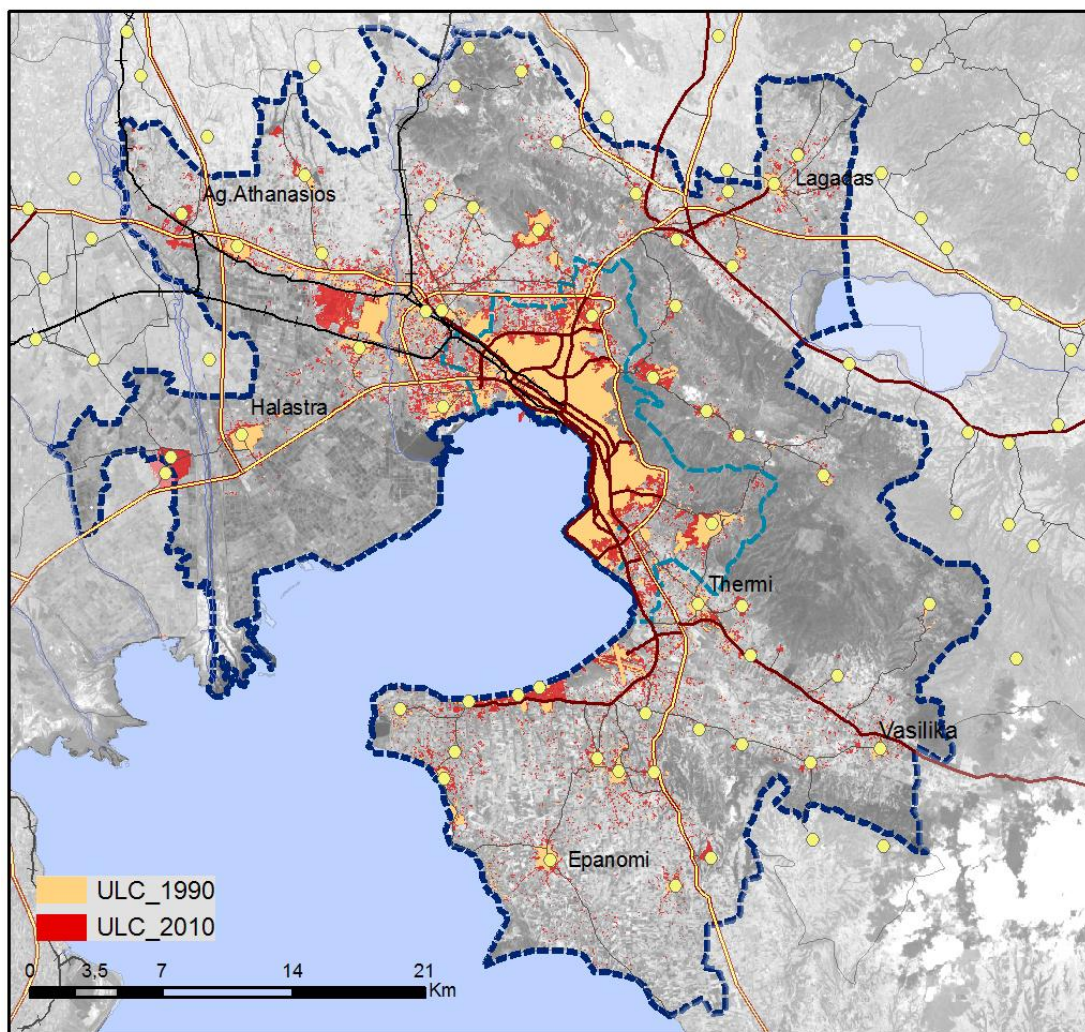 Lagadas
Ag.Athanasios
Halastra
Thermi
Vasilika
Epanomi
ULC_1990
ULC_2010
0 3,5 7 14 21
Km